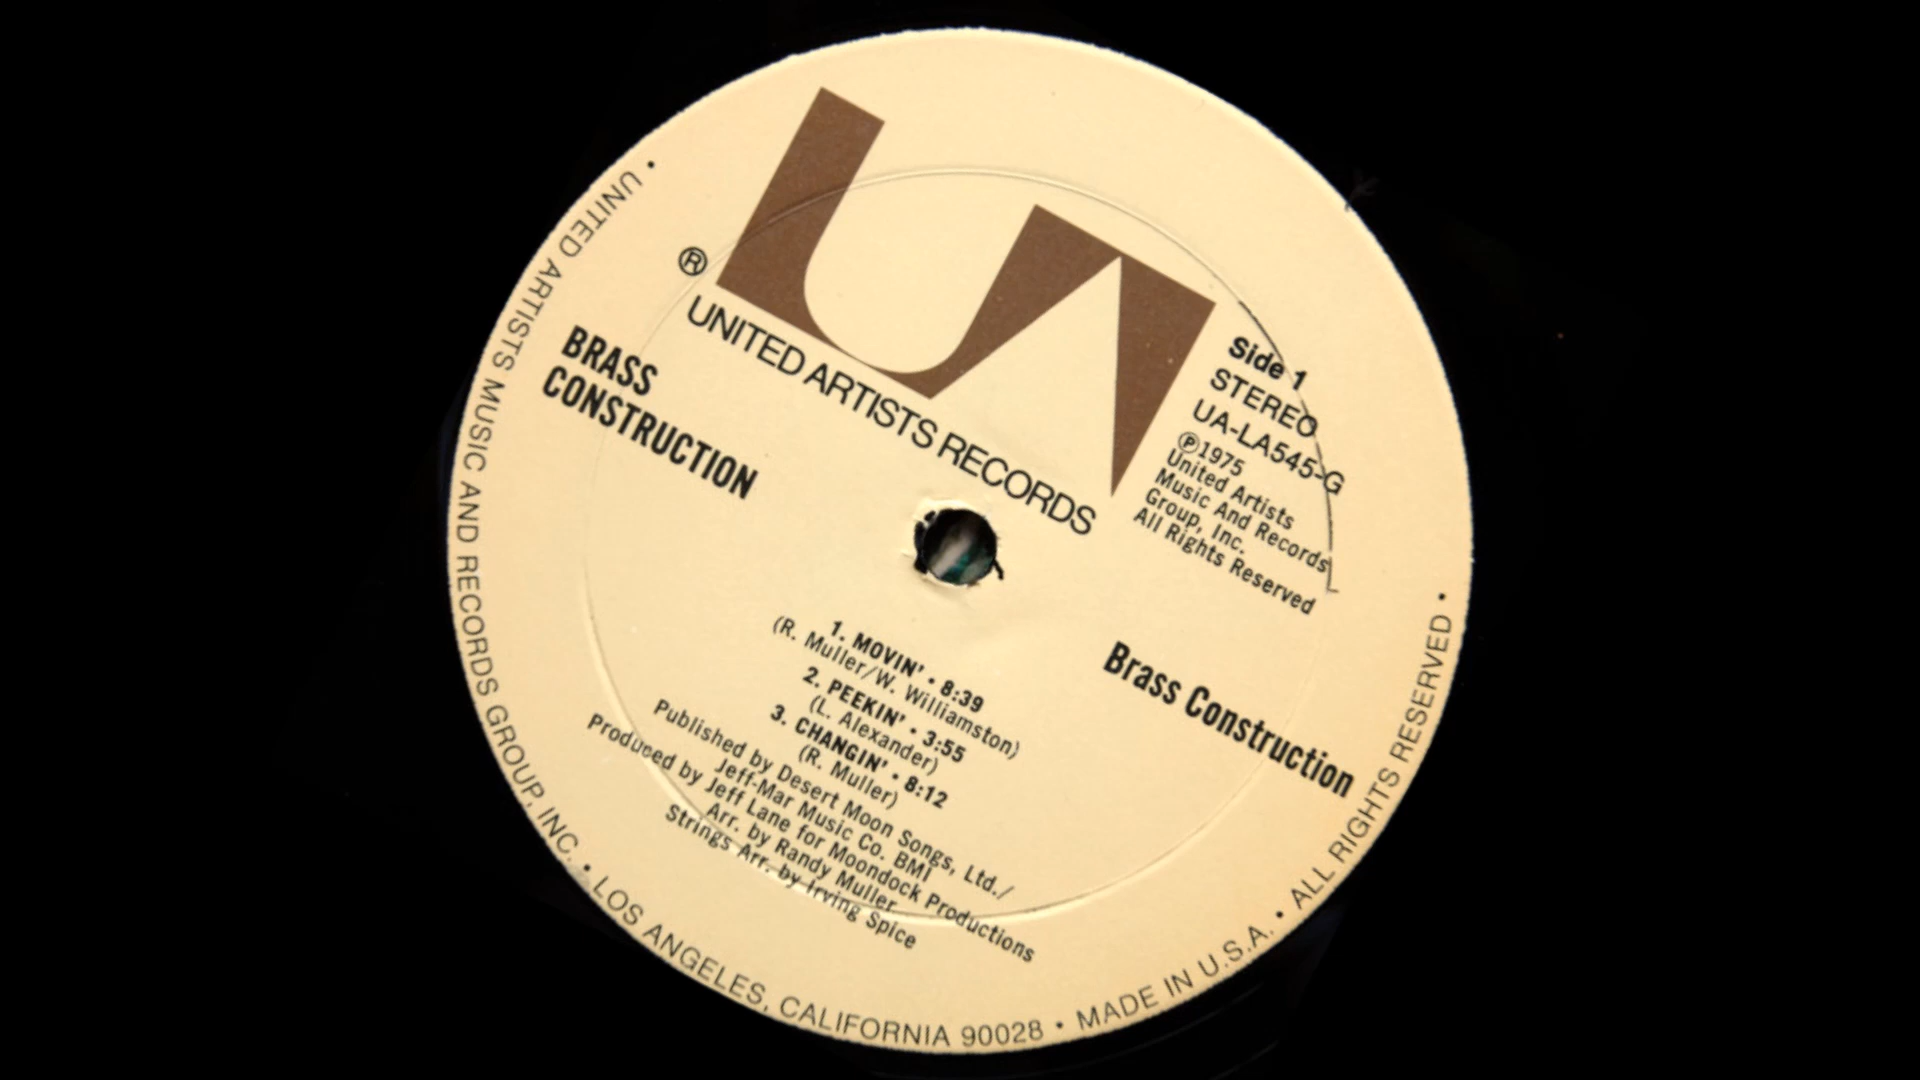 UA
®
UNITED ARTISTS RECORDS
BRASS
CONSTRUCTION
Side 1
STEREO
UA-LA545-G
℗1975
United Artists
Music And Records
Group, Inc.
All Rights Reserved
Brass Construction
1. MOVIN' • 8:39
(R. Muller/W. Williamston)
2. PEEKIN' • 3:55
(L. Alexander)
3. CHANGIN' • 8:12
(R. Muller)
Published by Desert Moon Songs, Ltd./
Jeff-Mar Music Co. BMI
Produced by Jeff Lane for Moondock Productions
Arr. by Randy Muller
Strings Arr. by Irving Spice
• UNITED ARTISTS MUSIC AND RECORDS GROUP, INC. • LOS ANGELES, CALIFORNIA 90028 • MADE IN U.S.A. • ALL RIGHTS RESERVED •